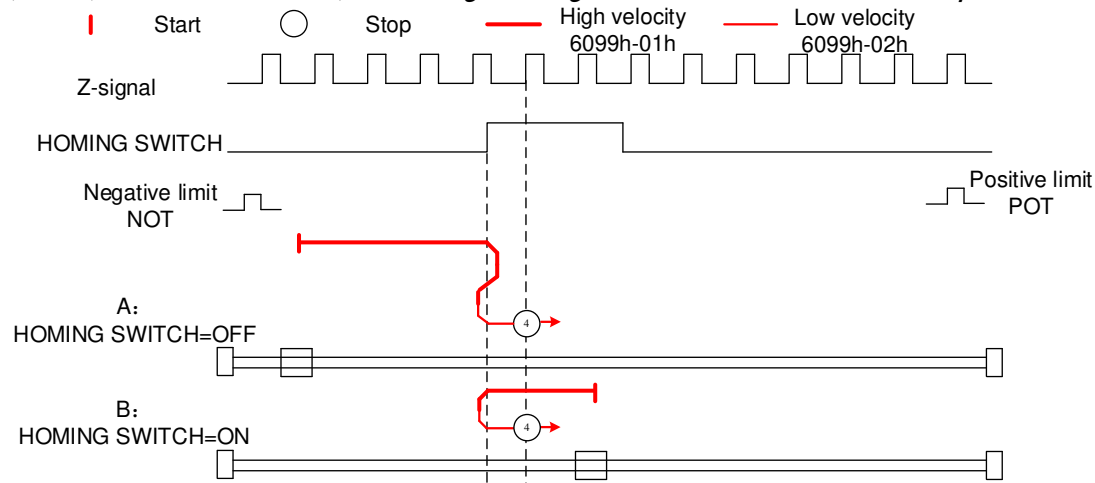 Start
Stop
High velocity
6099h-01h
Low velocity
6099h-02h
Z-signal
HOMING SWITCH
Negative limit
NOT
Positive limit
POT
A：
HOMING SWITCH=OFF
4
B：
HOMING SWITCH=ON
4